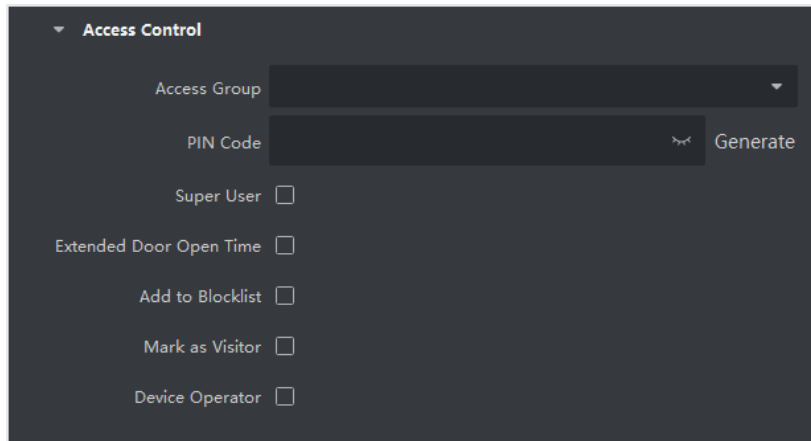 Access Control
Access Group
PIN Code Generate
Super User
Extended Door Open Time
Add to Blocklist
Mark as Visitor
Device Operator